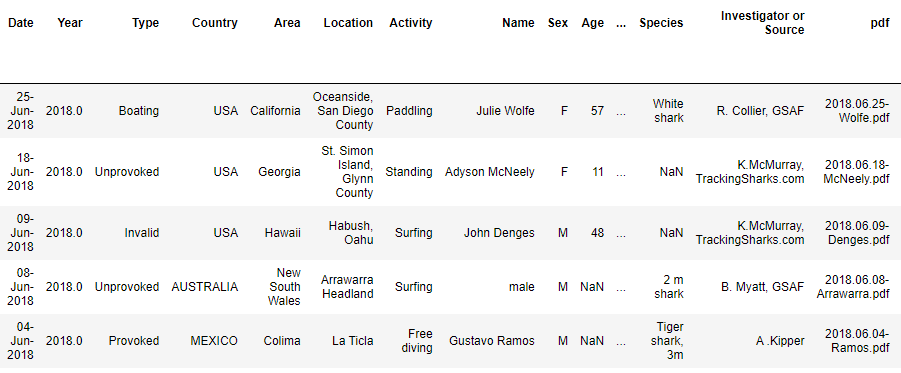 Date Year Type Country Area Location Activity Name Sex Age ... Species Investigator or Source pdf
25-Jun-2018 2018.0 Boating USA California Oceanside, San Diego County Paddling Julie Wolfe F 57 ... White shark R. Collier, GSAF 2018.06.25-Wolfe.pdf
18-Jun-2018 2018.0 Unprovoked USA Georgia St. Simon Island, Glynn County Standing Adyson McNeely F 11 ... NaN K.McMurray, TrackingSharks.com 2018.06.18-McNeely.pdf
09-Jun-2018 2018.0 Invalid USA Hawaii Habush, Oahu Surfing John Denges M 48 ... NaN K.McMurray, TrackingSharks.com 2018.06.09-Denges.pdf
08-Jun-2018 2018.0 Unprovoked AUSTRALIA New South Wales Arrawarra Headland Surfing male M NaN ... 2 m shark B. Myatt, GSAF 2018.06.08-Arrawarra.pdf
04-Jun-2018 2018.0 Provoked MEXICO Colima La Ticla Free diving Gustavo Ramos M NaN ... Tiger shark, 3m A .Kipper 2018.06.04-Ramos.pdf